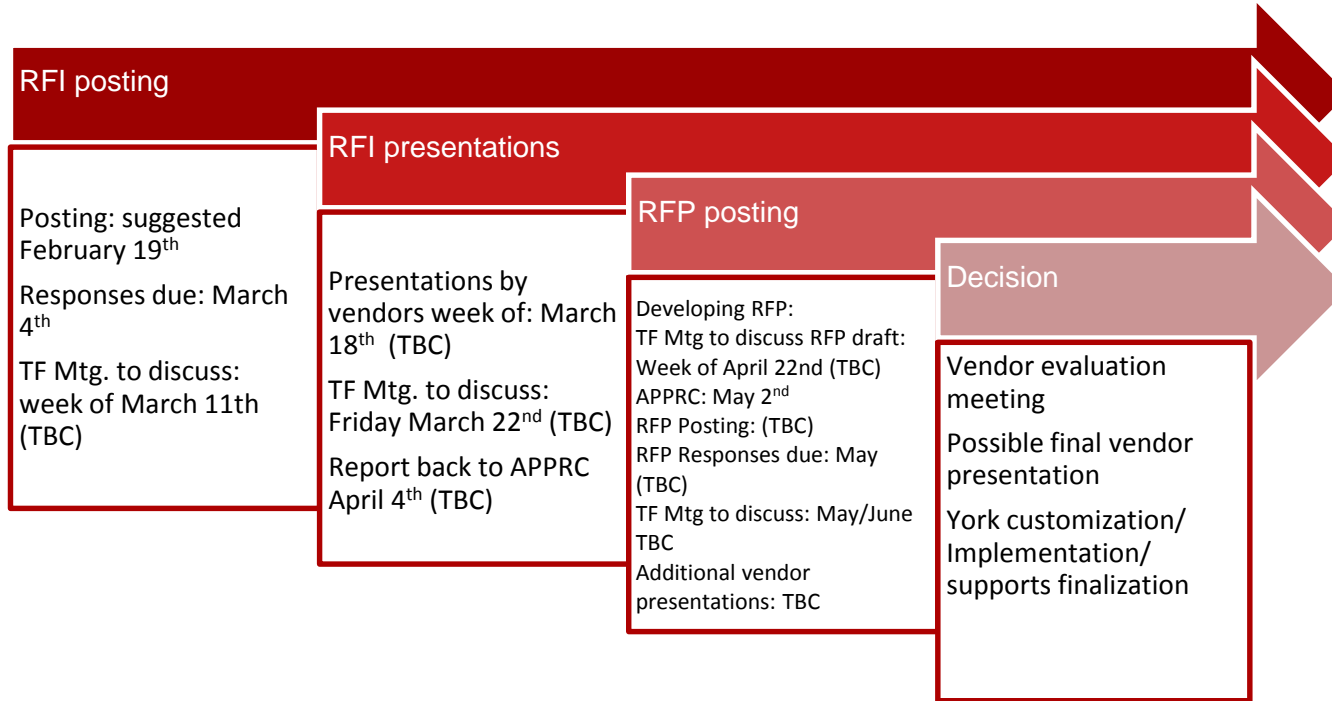 RFI posting
Posting: suggested
February 19th
Responses due: March
4th
TF Mtg. to discuss:
week of March 11th
(TBC)
RFI presentations
Presentations by
vendors week of: March
18th (TBC)
TF Mtg. to discuss:
Friday March 22nd (TBC)
Report back to APPRC
April 4th (TBC)
RFP posting
Developing RFP:
TF Mtg to discuss RFP draft:
Week of April 22nd (TBC)
APPRC: May 2nd
RFP Posting: (TBC)
RFP Responses due: May
(TBC)
TF Mtg to discuss: May/June
TBC
Additional vendor
presentations: TBC
Decision
Vendor evaluation
meeting
Possible final vendor
presentation
York customization/
Implementation/
supports finalization